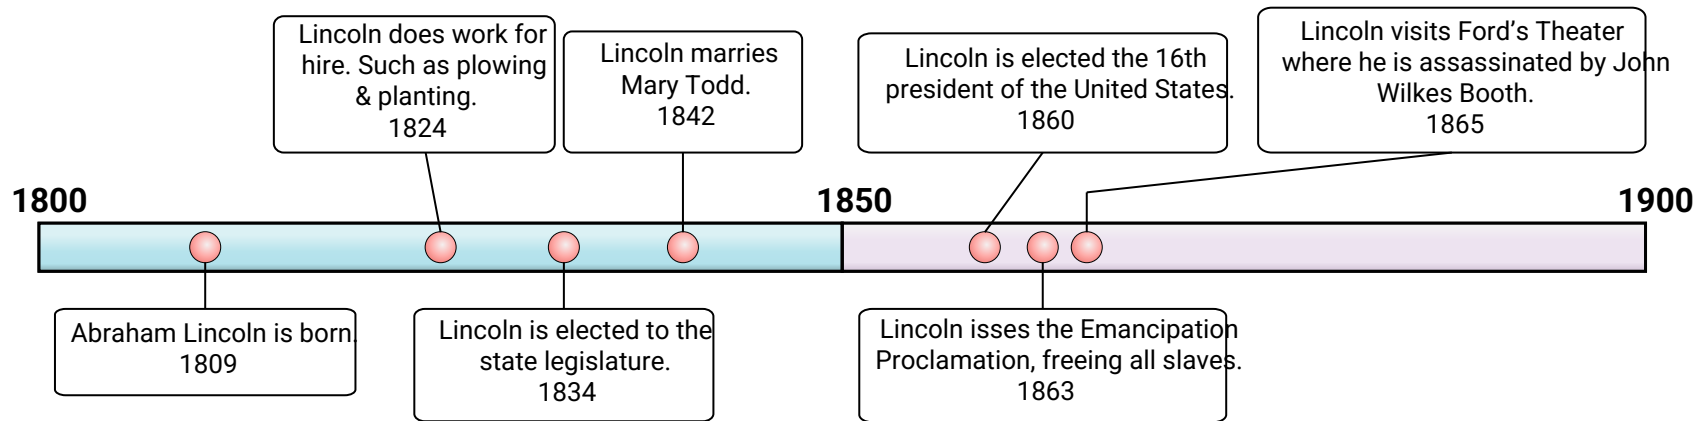 Lincoln does work for
hire. Such as plowing
& planting.
1824
Lincoln marries
Mary Todd.
1842
Lincoln is elected the 16th
president of the United States.
1860
Lincoln visits Ford’s Theater
where he is assassinated by John
Wilkes Booth.
1865
1800
1850
1900
Abraham Lincoln is born.
1809
Lincoln is elected to the
state legislature.
1834
Lincoln isses the Emancipation
Proclamation, freeing all slaves.
1863